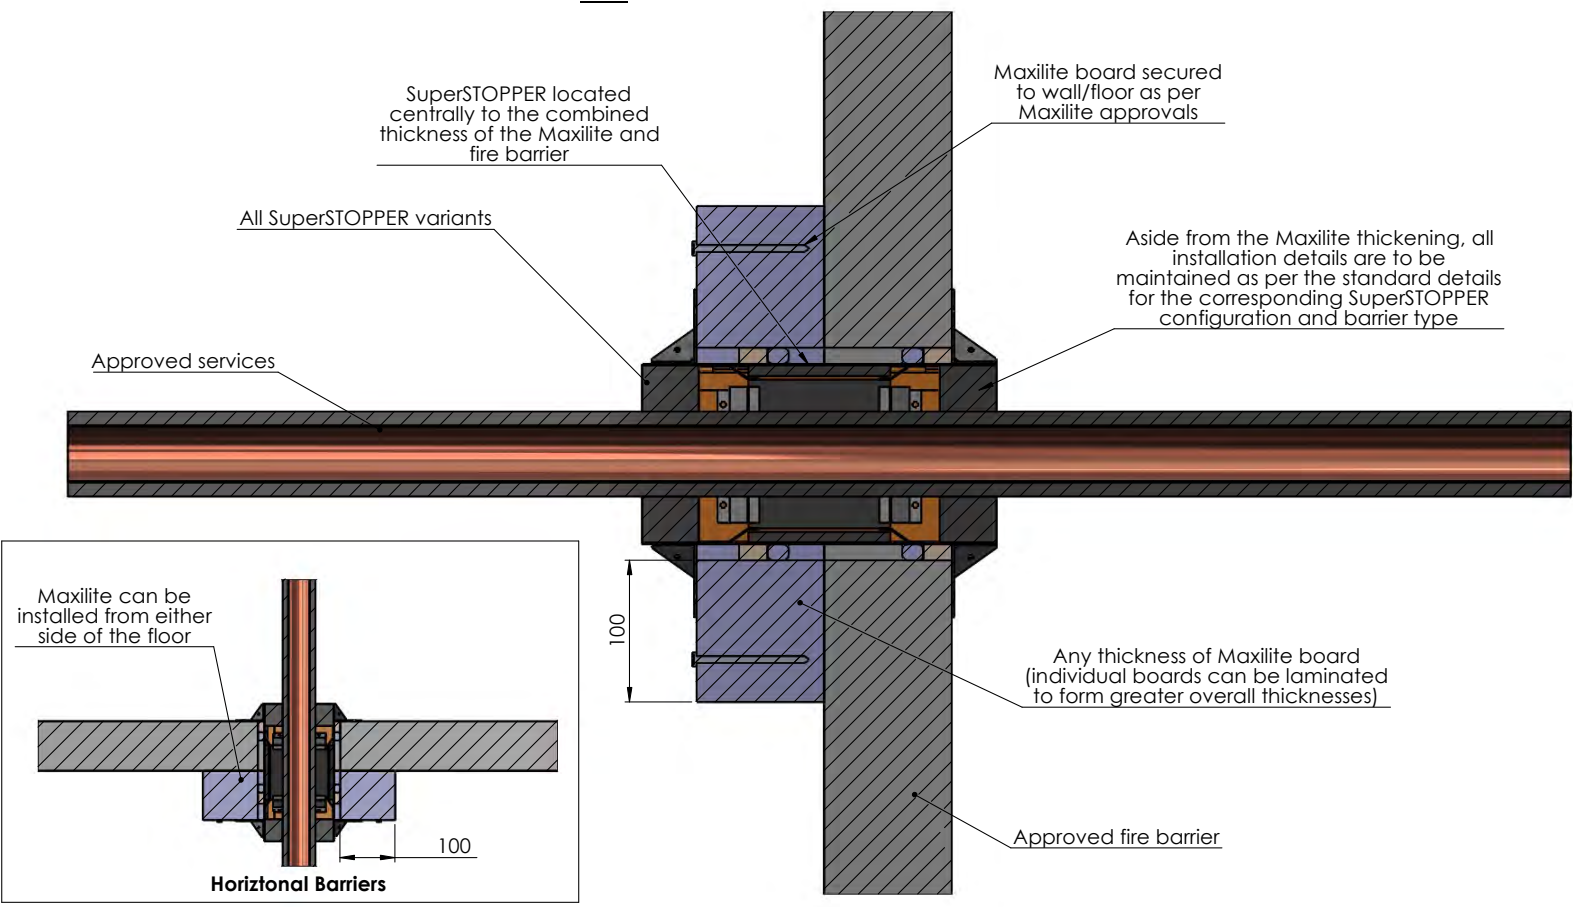 SuperSTOPPER located
centrally to the combined
thickness of the Maxilite and
fire barrier
Maxilite board secured
to wall/floor as per
Maxilite approvals
All SuperSTOPPER variants
Aside from the Maxilite thickening, all
installation details are to be
maintained as per the standard details
for the corresponding SuperSTOPPER
configuration and barrier type
Approved services
100
Any thickness of Maxilite board
(individual boards can be laminated
to form greater overall thicknesses)
Approved fire barrier
Maxilite can be
installed from either
side of the floor
100
Horiztonal Barriers